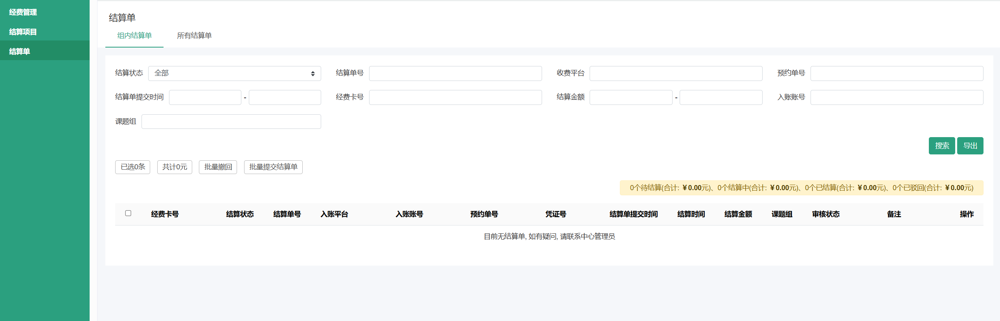 经费管理
结算项目
结算单
结算单
组内结算单 所有结算单
结算状态 全部 结算单号 收费平台 预约单号
结算单提交时间 - 经费卡号 结算金额 - 入账账号
课题组
搜索 导出
已选0条 共计0元 批量撤回 批量提交结算单
0个待结算(合计: ￥0.00元)、0个结算中(合计: ￥0.00元)、0个已结算(合计: ￥0.00元)、0个已驳回(合计: ￥0.00元)
经费卡号 结算状态 结算单号 入账平台 入账账号 预约单号 凭证号 结算单提交时间 结算时间 结算金额 课题组 审核状态 备注 操作
目前无结算单, 如有疑问, 请联系中心管理员